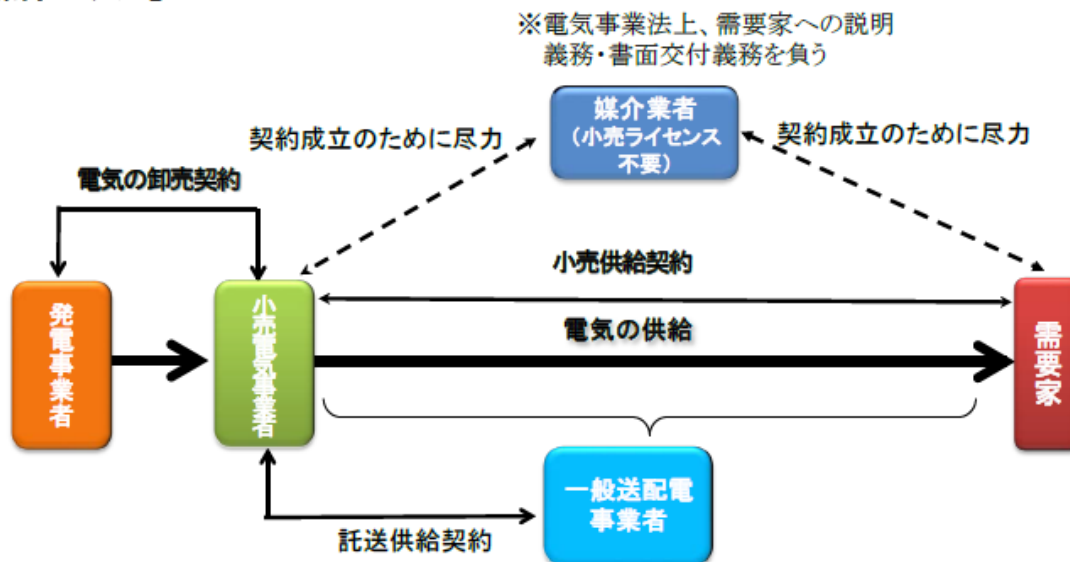 ※電気事業法上、需要家への説明
義務・書面交付義務を負う
媒介業者
（小売ライセンス
不要）
契約成立のために尽力
契約成立のために尽力
電気の卸売契約
小売供給契約
発電事業者
小売電気事業者
電気の供給
需要家
一般送配電
事業者
託送供給契約